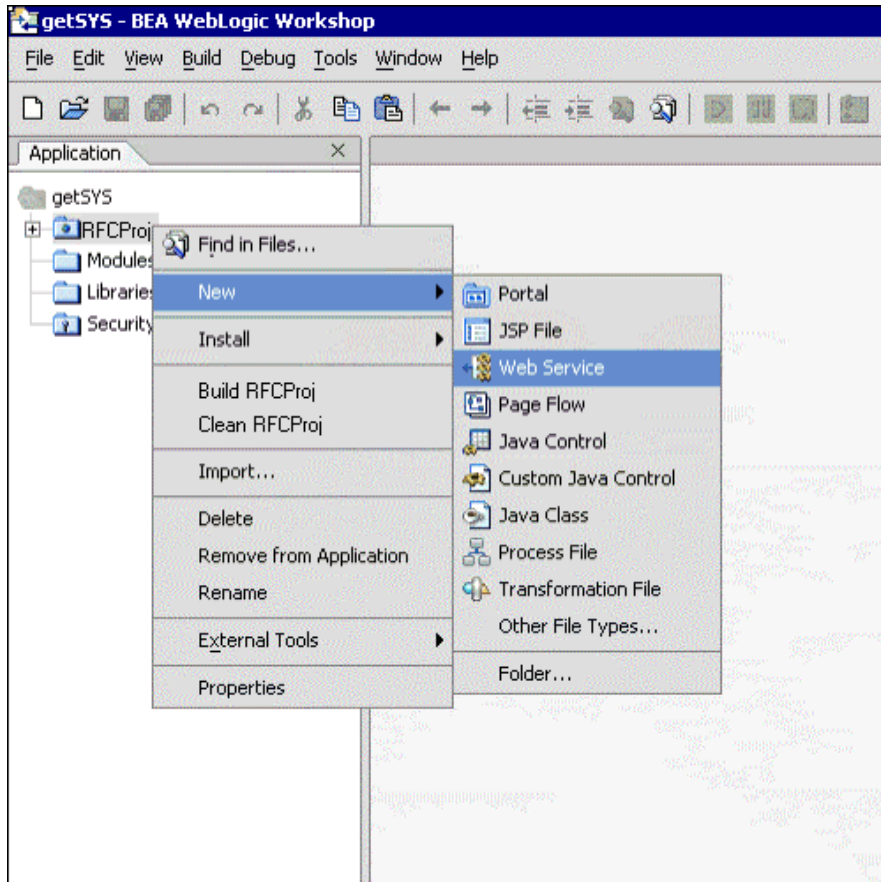 getSYS - BEA WebLogic Workshop
File Edit View Build Debug Tools Window Help
Application
getSYS
RFCProj
Modules
Libraries
Security
Find in Files...
New
Install
Build RFCProj
Clean RFCProj
Import...
Delete
Remove from Application
Rename
External Tools
Properties
Portal
JSP File
Web Service
Page Flow
Java Control
Custom Java Control
Java Class
Process File
Transformation File
Other File Types...
Folder...